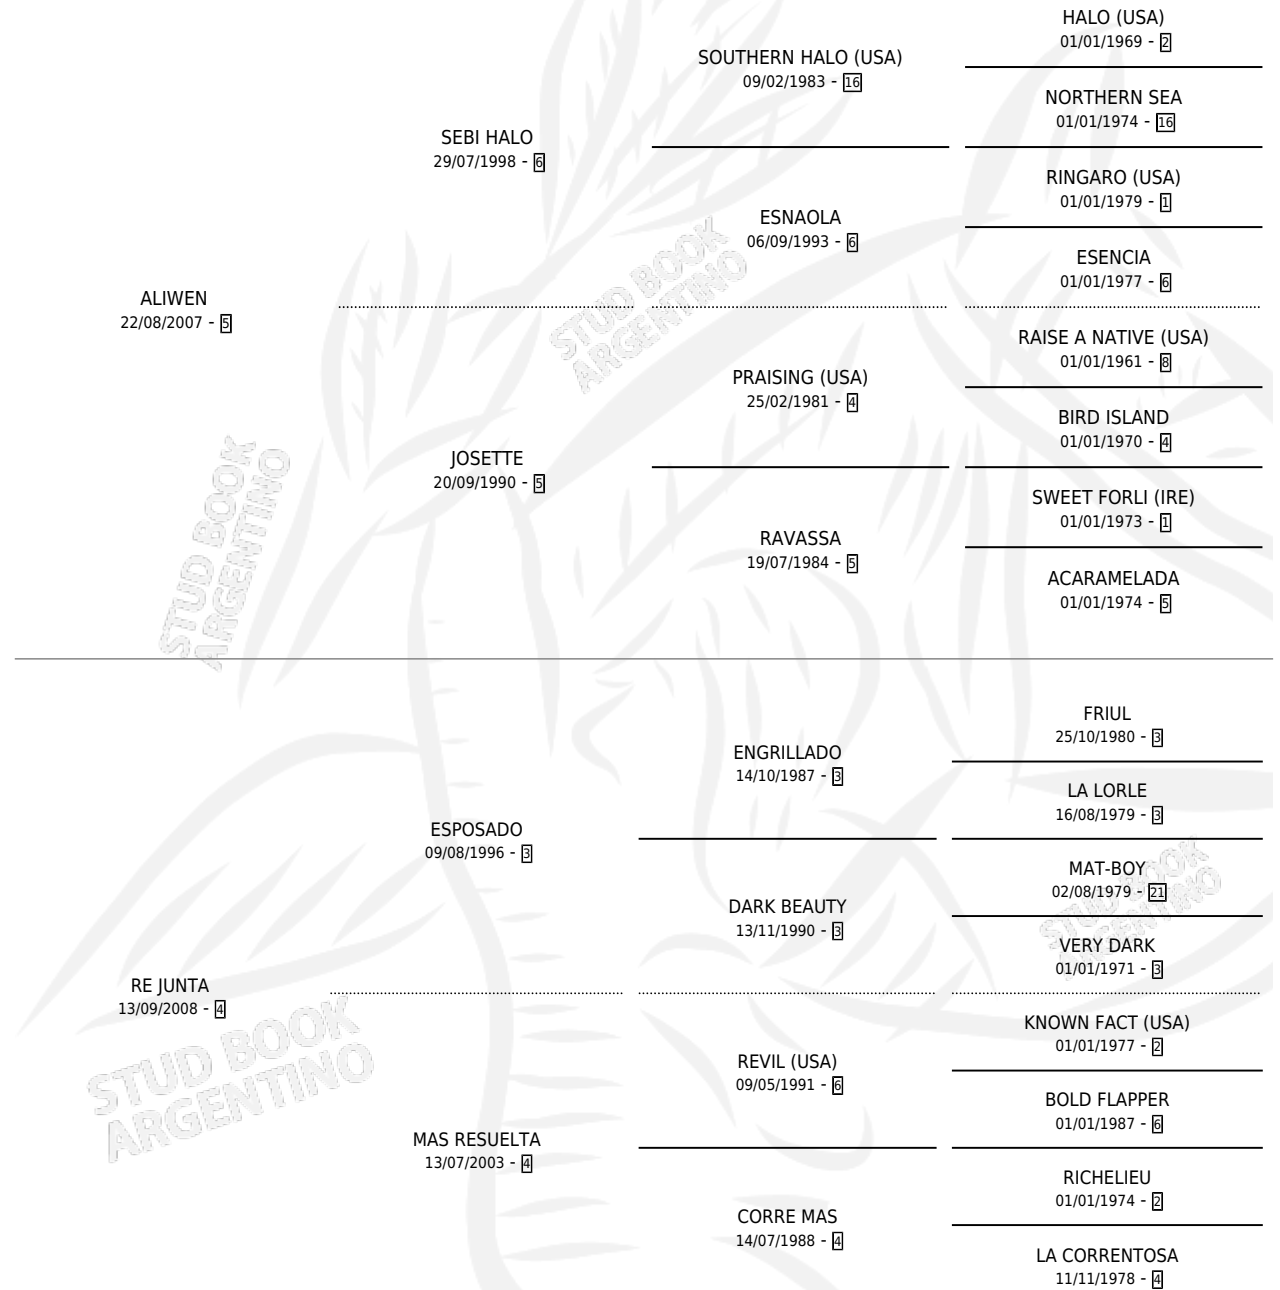 HALO (USA)
01/01/1969 - 2
SOUTHERN HALO (USA)
09/02/1983 - 16
NORTHERN SEA
01/01/1974 - 16
SEBI HALO
29/07/1998 - 6
RINGARO (USA)
01/01/1979 - 1
ESNAOLA
06/09/1993 - 6
ESENCIA
01/01/1977 - 6
ALIWEN
22/08/2007 - 5
STUD BOOK
ARGENTINO
RAISE A NATIVE (USA)
01/01/1961 - 8
PRAISING (USA)
25/02/1981 - 4
BIRD ISLAND
01/01/1970 - 4
JOSETTE
20/09/1990 - 5
SWEET FORLI (IRE)
01/01/1973 - 1
RAVASSA
19/07/1984 - 5
ACARAMELADA
01/01/1974 - 5
STUD BOOK
ARGENTINO
FRIUL
25/10/1980 - 3
ENGRILLADO
14/10/1987 - 3
LA LORLE
16/08/1979 - 3
ESPOSADO
09/08/1996 - 3
MAT-BOY
02/08/1979 - 21
DARK BEAUTY
13/11/1990 - 3
STUD BOOK
ARGENTINO
VERY DARK
01/01/1971 - 3
RE JUNTA
13/09/2008 - 4
KNOWN FACT (USA)
01/01/1977 - 2
REVIL (USA)
09/05/1991 - 6
STUD BOOK
ARGENTINO
BOLD FLAPPER
01/01/1987 - 6
MAS RESUELTA
13/07/2003 - 4
RICHELIEU
01/01/1974 - 2
CORRE MAS
14/07/1988 - 4
LA CORRENTOSA
11/11/1978 - 4